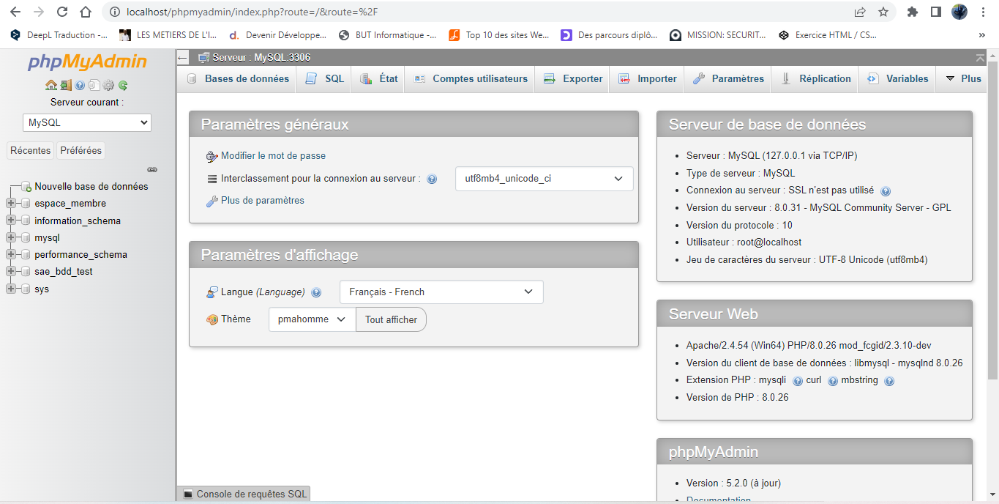 localhost/phpmyadmin/index.php?route=/&route=%2F
DeepL Traduction -...
LES METIERS DE L'I...
d. Devenir Développe...
BUT Informatique -...
Top 10 des sites We...
Des parcours diplô...
MISSION: SECURIT...
Exercice HTML / CS...
»
phpMyAdmin
Serveur courant :
MySQL
Récentes Préférées
Nouvelle base de données
espace_membre
information_schema
mysql
performance_schema
sae_bdd_test
sys
Serveur : MySQL:3306
Bases de données
SQL
État
Comptes utilisateurs
Exporter
Importer
Paramètres
Réplication
Variables
Plus
Paramètres généraux
Modifier le mot de passe
Interclassement pour la connexion au serveur : utf8mb4_unicode_ci
Plus de paramètres
Paramètres d'affichage
Langue (Language) Français - French
Thème pmahomme Tout afficher
Serveur de base de données
Serveur : MySQL (127.0.0.1 via TCP/IP)
Type de serveur : MySQL
Connexion au serveur : SSL n'est pas utilisé
Version du serveur : 8.0.31 - MySQL Community Server - GPL
Version du protocole : 10
Utilisateur : root@localhost
Jeu de caractères du serveur : UTF-8 Unicode (utf8mb4)
Serveur Web
Apache/2.4.54 (Win64) PHP/8.0.26 mod_fcgid/2.3.10-dev
Version du client de base de données : libmysql - mysqlnd 8.0.26
Extension PHP : mysqli curl mbstring
Version de PHP : 8.0.26
phpMyAdmin
Version : 5.2.0 (à jour)
Documentation
Console de requêtes SQL